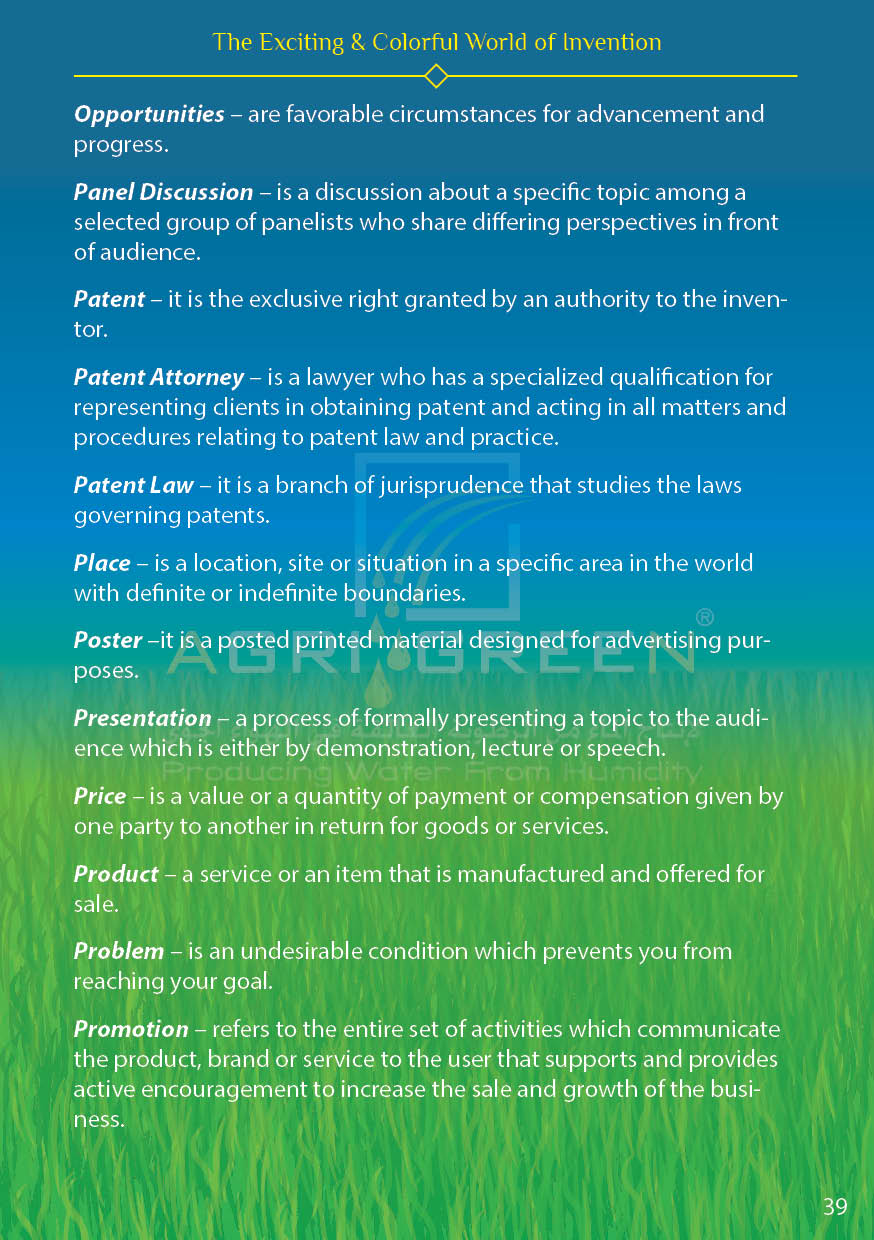 The Exciting & Colorful World of Invention
Opportunities – are favorable circumstances for advancement and
progress.
Panel Discussion – is a discussion about a specific topic among a
selected group of panelists who share differing perspectives in front
of audience.
Patent – it is the exclusive right granted by an authority to the inven-
tor.
Patent Attorney – is a lawyer who has a specialized qualification for
representing clients in obtaining patent and acting in all matters and
procedures relating to patent law and practice.
Patent Law – it is a branch of jurisprudence that studies the laws
governing patents.
Place – is a location, site or situation in a specific area in the world
with definite or indefinite boundaries.
Poster –it is a posted printed material designed for advertising pur-
poses.
AGRI GREEN ®
Presentation – a process of formally presenting a topic to the audi-
ence which is either by demonstration, lecture or speech.
Producing Water From Humidity
Price – is a value or a quantity of payment or compensation given by
one party to another in return for goods or services.
Product – a service or an item that is manufactured and offered for
sale.
Problem – is an undesirable condition which prevents you from
reaching your goal.
Promotion – refers to the entire set of activities which communicate
the product, brand or service to the user that supports and provides
active encouragement to increase the sale and growth of the busi-
ness.
39